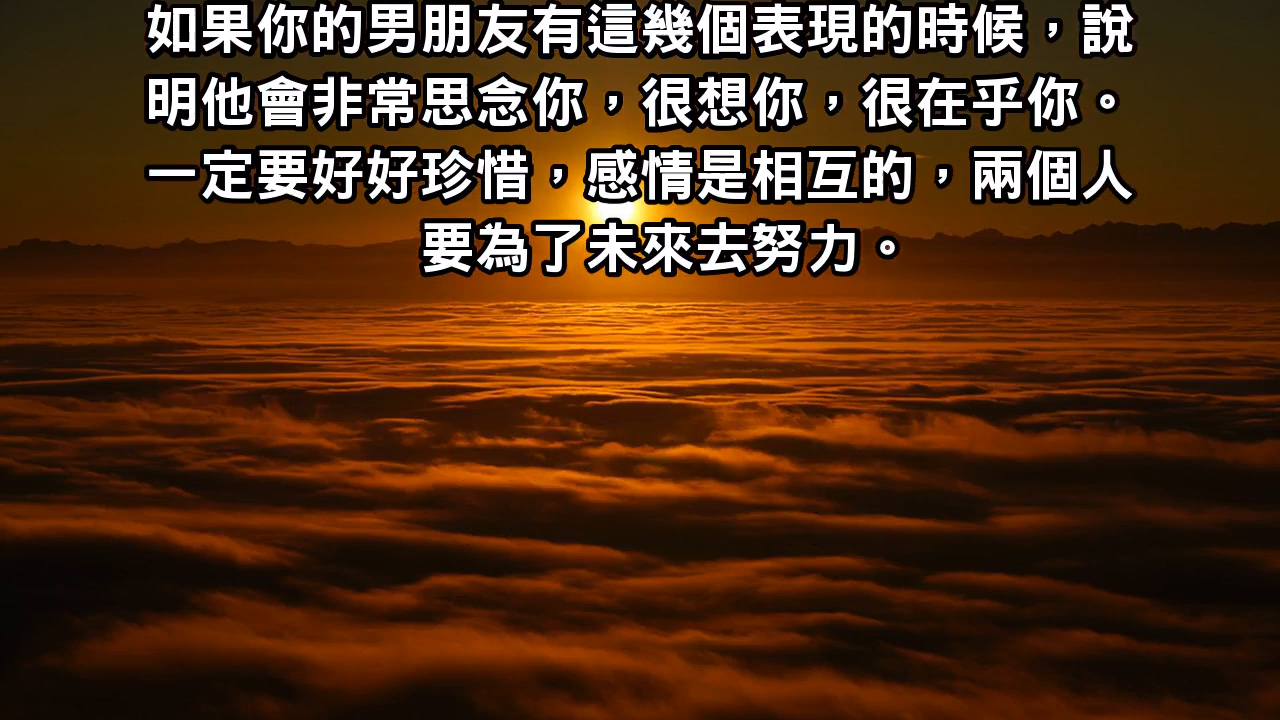 如果你的男朋友有這幾個表現的時候，說
明他會非常思念你，很想你，很在乎你。
一定要好好珍惜，感情是相互的，兩個人
要為了未來去努力。